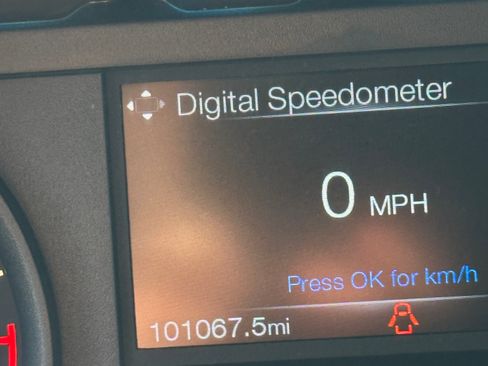 Digital Speedometer
0 MPH
Press OK for km/h
101067.5mi